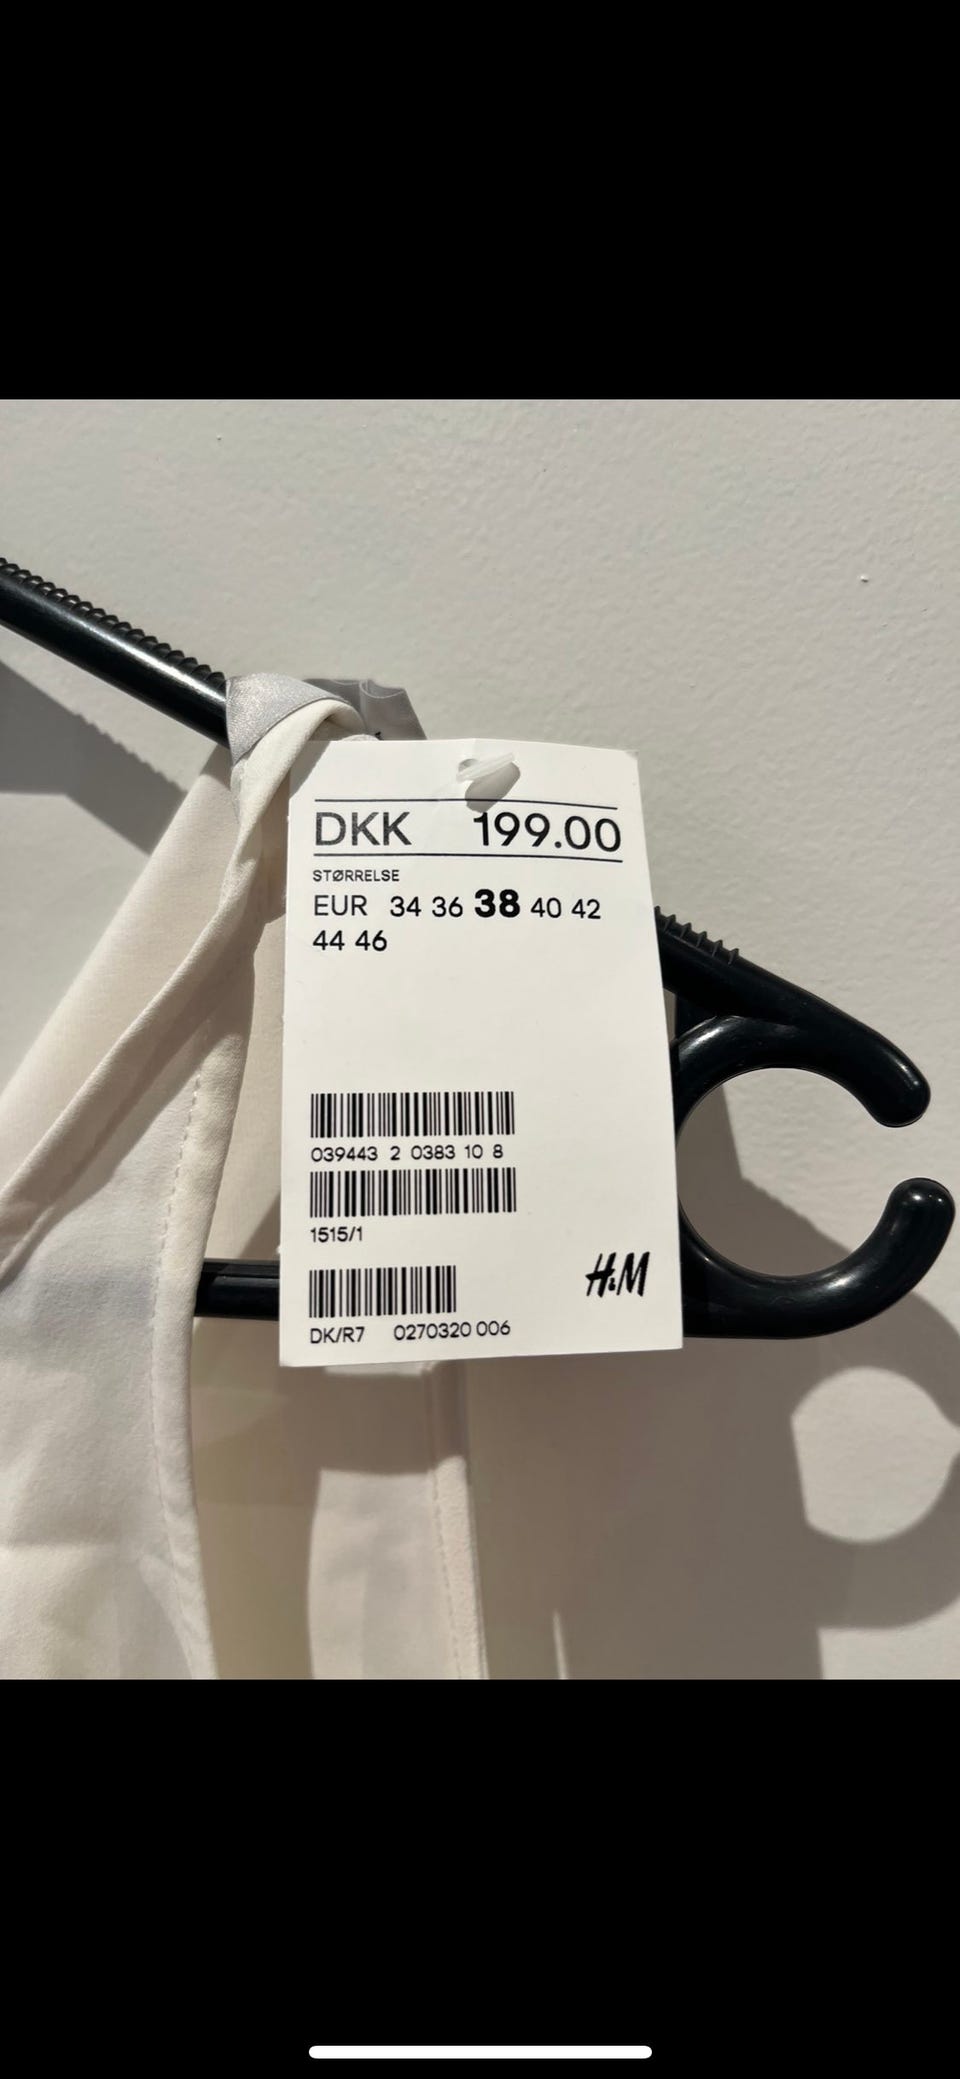 DKK 199.00
STØRRELSE
EUR 34 36 38 40 42
44 46
039443 2 0383 10 8
1515/1
H&M
DK/R7 0270320 006